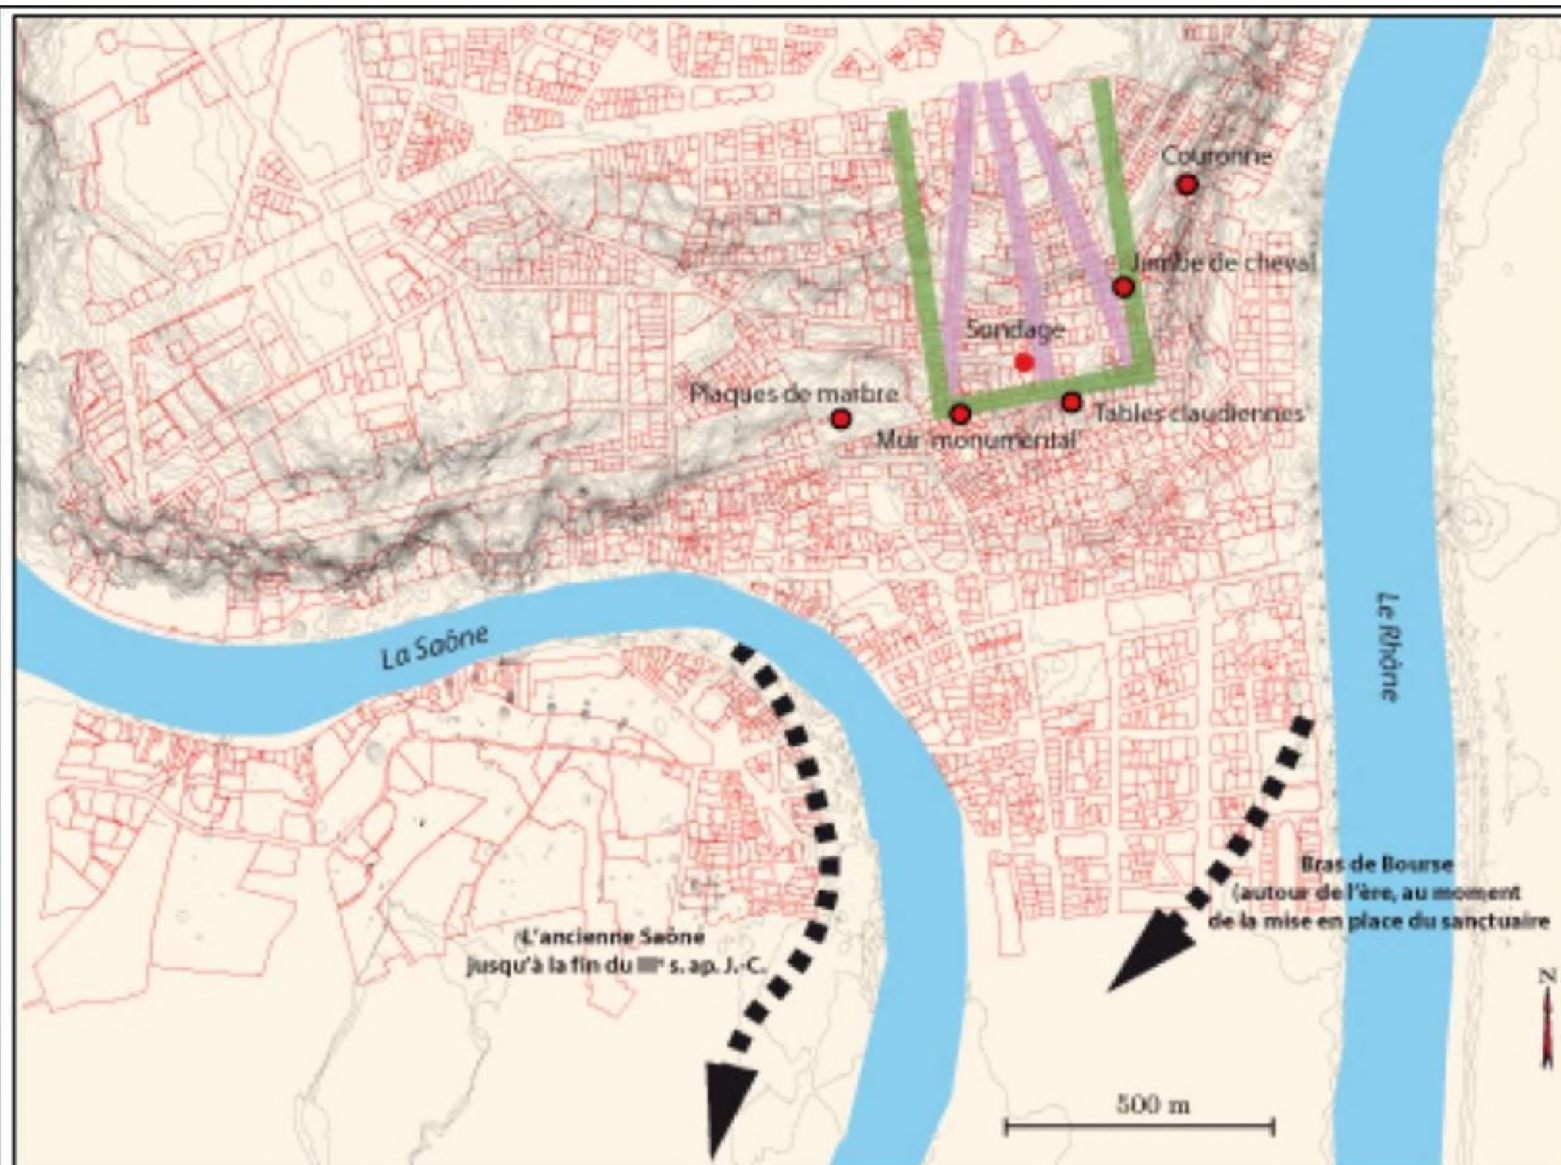 Couronne
Jambe de cheval
Sondage
Plaques de marbre
Tables claudiennes
Mur monumental
La Saône
Le Rhône
Bras de Bourse
(autour de l'ère, au moment
de la mise en place du sanctuaire
L'ancienne Saône
jusqu'à la fin du IIIe s. ap. J.-C.
N
500 m